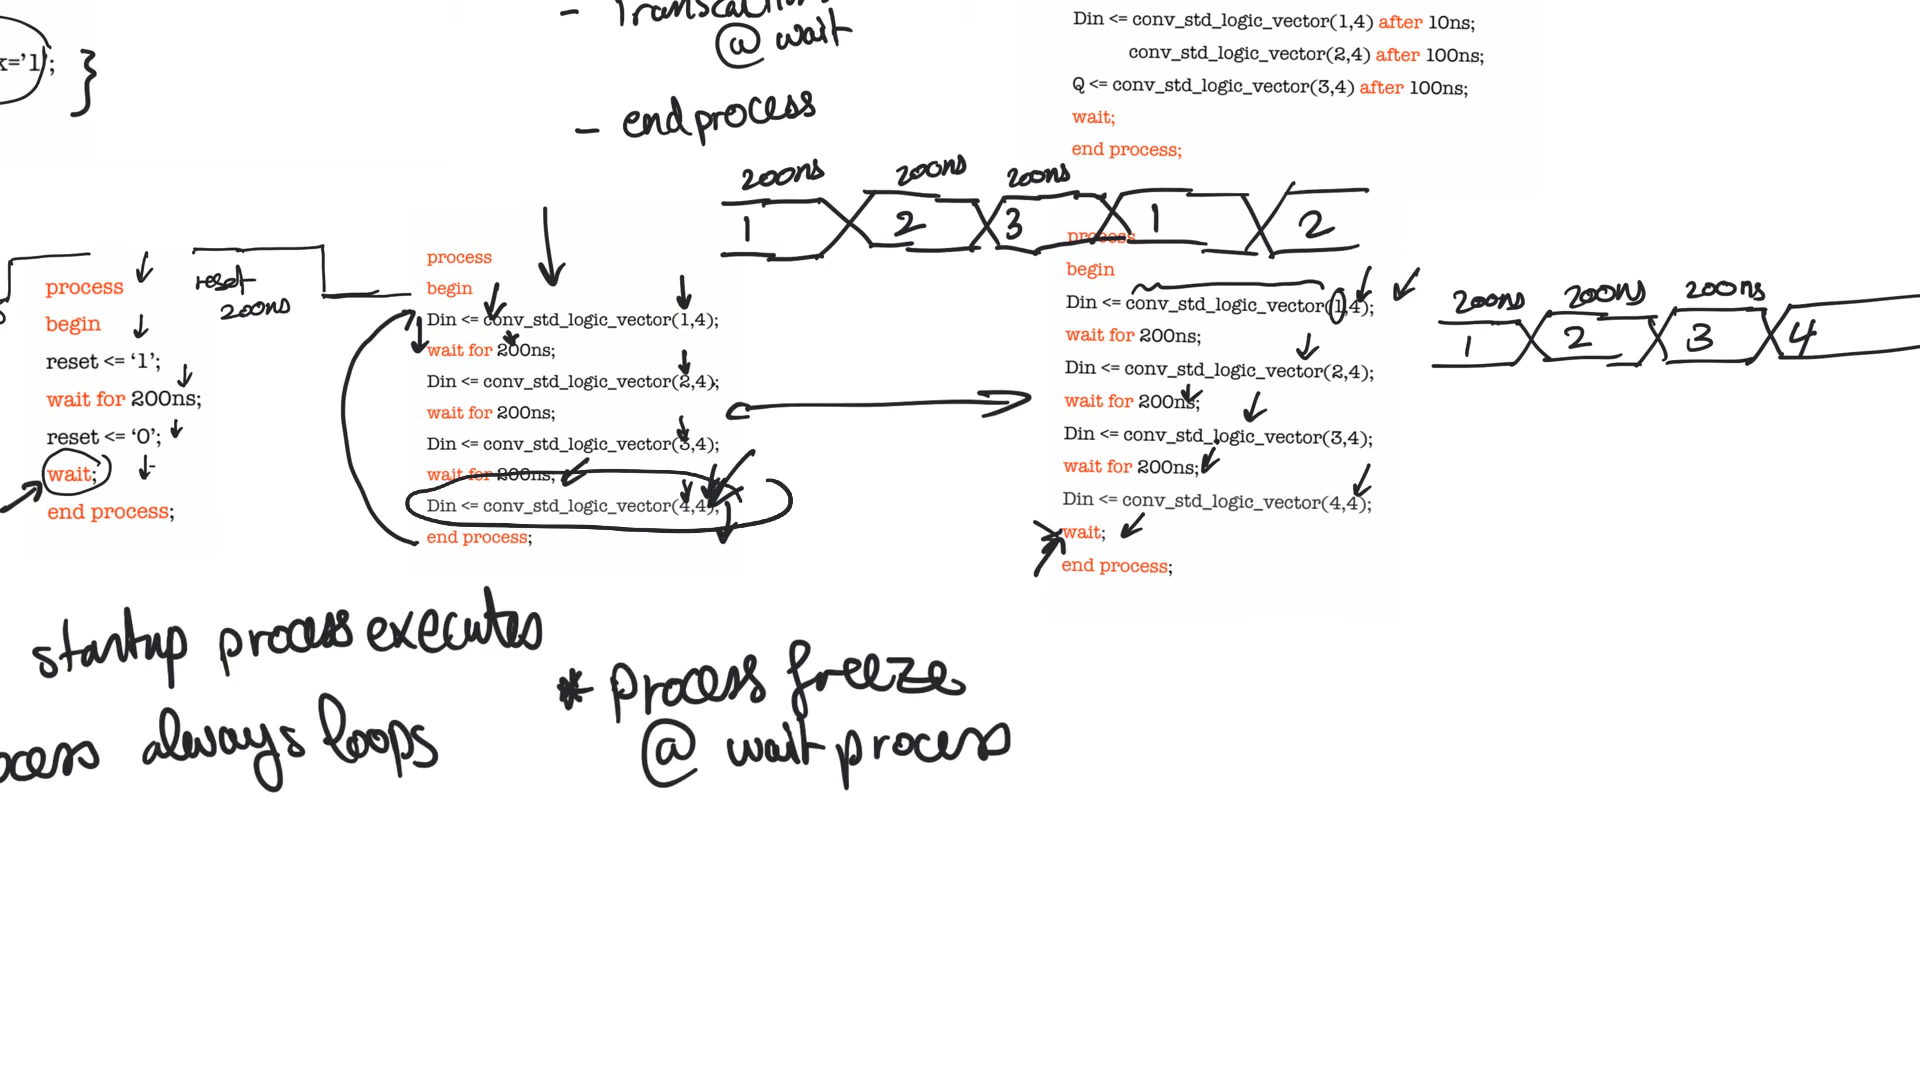 k='1';
@ wait
- endprocess
Din <= conv_std_logic_vector(1,4) after 10ns;
conv_std_logic_vector(2,4) after 100ns;
Q <= conv_std_logic_vector(3,4) after 100ns;
wait;
end process;
200ns 200ns 200ns
1 2 3 1 2
process
begin
reset <= '1';
wait for 200ns;
reset <= '0';
wait;
end process;
reset
200ns
process
begin
Din <= conv_std_logic_vector(1,4);
wait for 200ns;
Din <= conv_std_logic_vector(2,4);
wait for 200ns;
Din <= conv_std_logic_vector(3,4);
wait for 200ns;
Din <= conv_std_logic_vector(4,4);
end process;
process
begin
Din <= conv_std_logic_vector(1,4);
wait for 200ns;
Din <= conv_std_logic_vector(2,4);
wait for 200ns;
Din <= conv_std_logic_vector(3,4);
wait for 200ns;
Din <= conv_std_logic_vector(4,4);
wait;
end process;
200ns 200ns 200ns
1 2 3 4
startup process executes
always loops
* process freeze
@ wait process